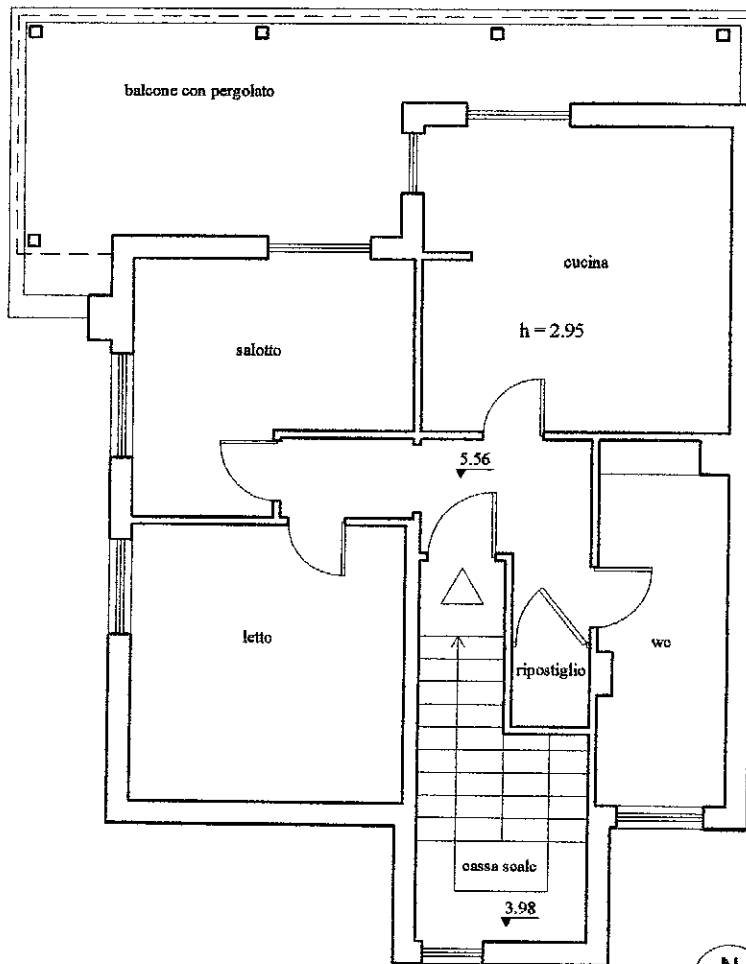 balcone con pergolato
cucina
h = 2.95
salotto
5.56
letto
wc
ripostiglio
cassa scale
3.98
N